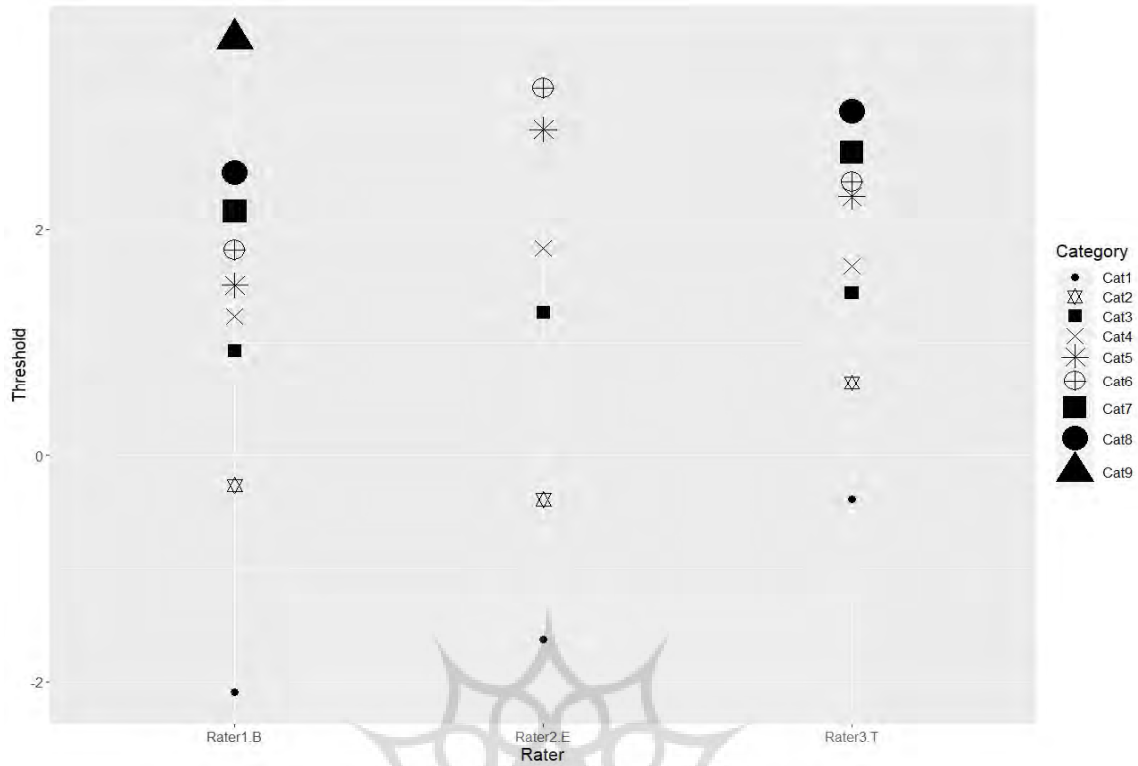 2
0
-2
Threshold
Rater1.B
Rater2.E
Rater3.T
Rater
Category
Cat1
Cat2
Cat3
Cat4
Cat5
Cat6
Cat7
Cat8
Cat9